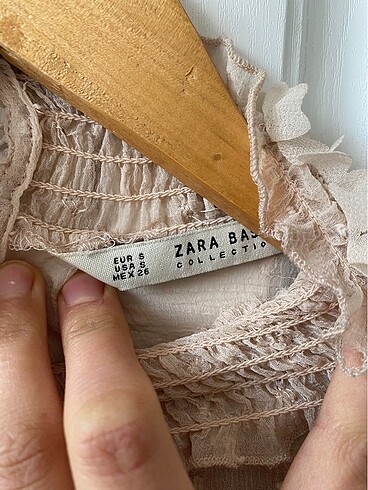 EUR S
USA S
MEX 26
ZARA BAS
COLLECTIO